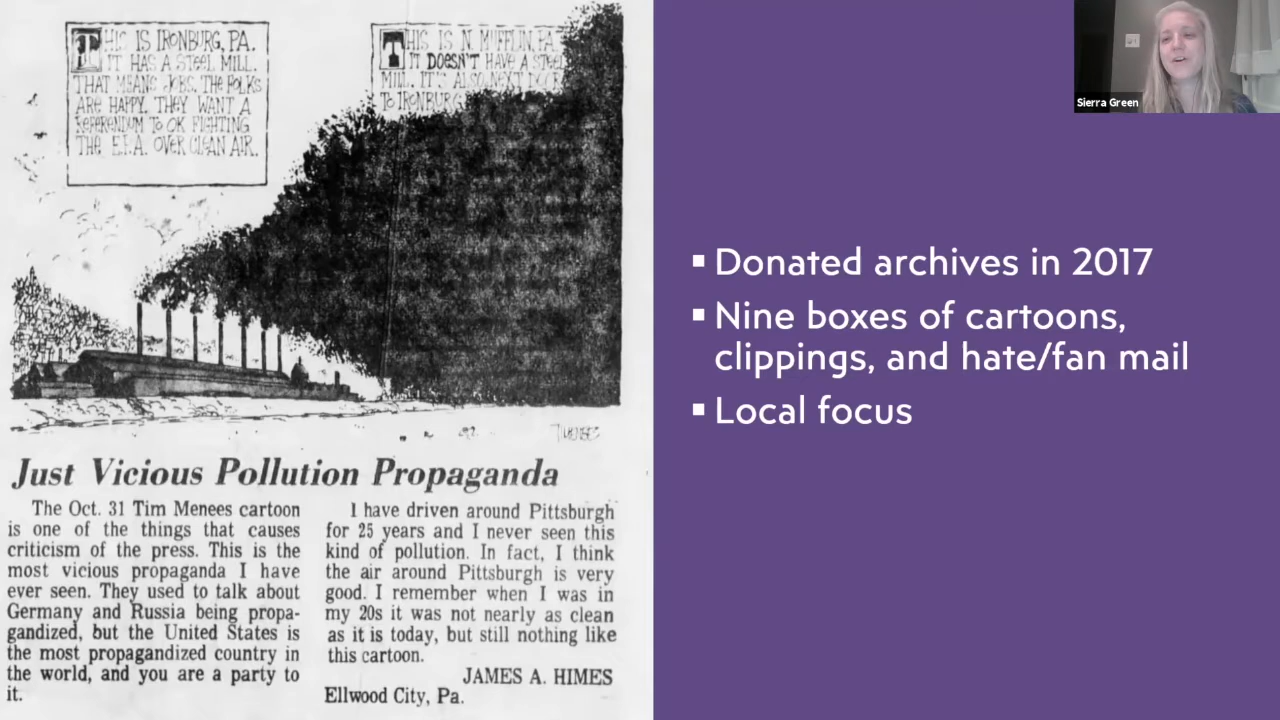 THIS IS IRONBURG, PA.
IT HAS A STEEL MILL.
THAT MEANS JOBS. THE FOLKS
ARE HAPPY. THEY WANT A
REFERENDUM TO OK FIGHTING
THE E.P.A. OVER CLEAN AIR.
THIS IS N. MIFFLIN, PA.
IT DOESN'T HAVE A STEEL
MILL. IT'S ALSO NEXT DOOR
TO IRONBURG
Just Vicious Pollution Propaganda
The Oct. 31 Tim Menees cartoon
is one of the things that causes
criticism of the press. This is the
most vicious propaganda I have
ever seen. They used to talk about
Germany and Russia being propa-
gandized, but the United States is
the most propagandized country in
the world, and you are a party to
it.
I have driven around Pittsburgh
for 25 years and I never seen this
kind of pollution. In fact, I think
the air around Pittsburgh is very
good. I remember when I was in
my 20s it was not nearly as clean
as it is today, but still nothing like
this cartoon.
JAMES A. HIMES
Ellwood City, Pa.
Donated archives in 2017
Nine boxes of cartoons,
clippings, and hate/fan mail
Local focus
Sierra Green